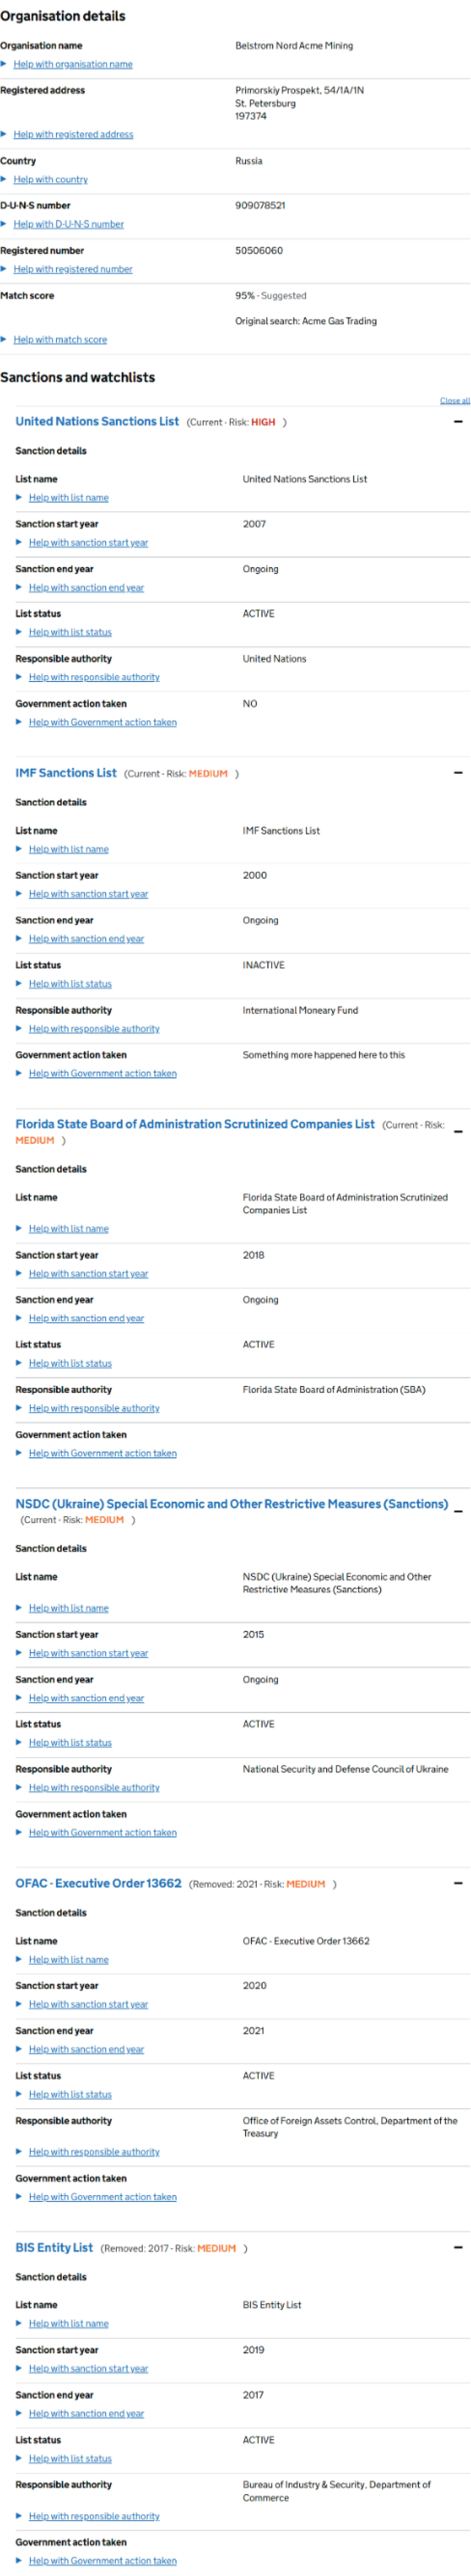 Organisation details
Organisation name
Belstrom Nord Acme Mining
Help with organisation name
Registered address
Primorskiy Prospekt, 54/1A/1N
St. Petersburg
197374
Help with registered address
Country
Russia
Help with country
D-U-N-S number
909078521
Help with D-U-N-S number
Registered number
50506060
Help with registered number
Match score
95% - Suggested
Original search: Acme Gas Trading
Help with match score
Sanctions and watchlists
Close all
United Nations Sanctions List (Current - Risk: HIGH )
Sanction details
List name
United Nations Sanctions List
Help with list name
Sanction start year
2007
Help with sanction start year
Sanction end year
Ongoing
Help with sanction end year
List status
ACTIVE
Help with list status
Responsible authority
United Nations
Help with responsible authority
Government action taken
NO
Help with Government action taken
IMF Sanctions List (Current - Risk: MEDIUM )
Sanction details
List name
IMF Sanctions List
Help with list name
Sanction start year
2000
Help with sanction start year
Sanction end year
Ongoing
Help with sanction end year
List status
INACTIVE
Help with list status
Responsible authority
International Moneary Fund
Help with responsible authority
Government action taken
Something more happened here to this
Help with Government action taken
Florida State Board of Administration Scrutinized Companies List (Current - Risk:
MEDIUM )
Sanction details
List name
Florida State Board of Administration Scrutinized
Companies List
Help with list name
Sanction start year
2018
Help with sanction start year
Sanction end year
Ongoing
Help with sanction end year
List status
ACTIVE
Help with list status
Responsible authority
Florida State Board of Administration (SBA)
Help with responsible authority
Government action taken
Help with Government action taken
NSDC (Ukraine) Special Economic and Other Restrictive Measures (Sanctions)
(Current - Risk: MEDIUM )
Sanction details
List name
NSDC (Ukraine) Special Economic and Other
Restrictive Measures (Sanctions)
Help with list name
Sanction start year
2015
Help with sanction start year
Sanction end year
Ongoing
Help with sanction end year
List status
ACTIVE
Help with list status
Responsible authority
National Security and Defense Council of Ukraine
Help with responsible authority
Government action taken
Help with Government action taken
OFAC - Executive Order 13662 (Removed: 2021 - Risk: MEDIUM )
Sanction details
List name
OFAC - Executive Order 13662
Help with list name
Sanction start year
2020
Help with sanction start year
Sanction end year
2021
Help with sanction end year
List status
ACTIVE
Help with list status
Responsible authority
Office of Foreign Assets Control, Department of the
Treasury
Help with responsible authority
Government action taken
Help with Government action taken
BIS Entity List (Removed: 2017 - Risk: MEDIUM )
Sanction details
List name
BIS Entity List
Help with list name
Sanction start year
2019
Help with sanction start year
Sanction end year
2017
Help with sanction end year
List status
ACTIVE
Help with list status
Responsible authority
Bureau of Industry & Security, Department of
Commerce
Help with responsible authority
Government action taken
Help with Government action taken